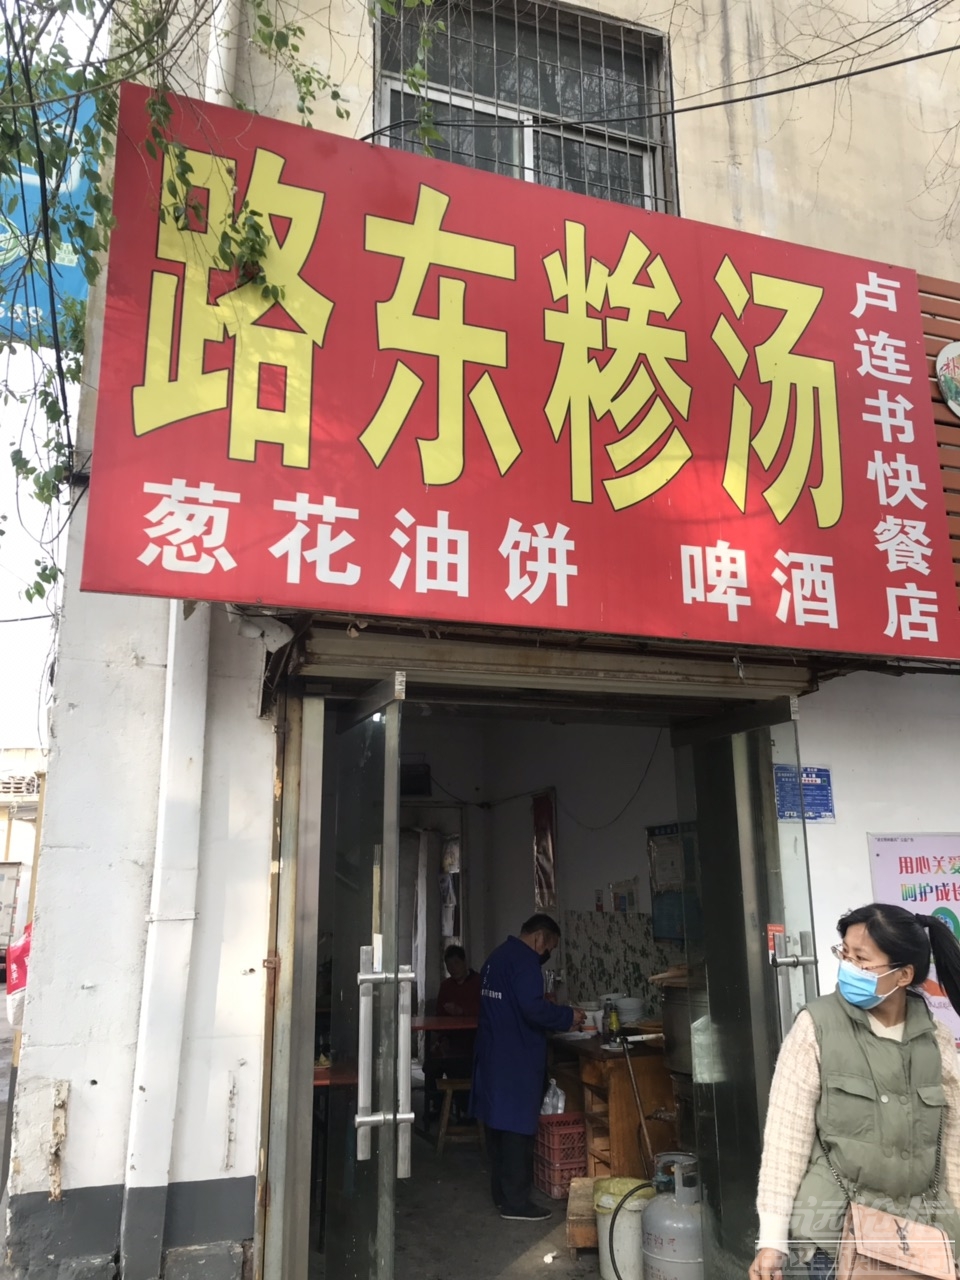 路东糁汤
卢连书快餐店
葱花油饼 啤酒
用心关爱
呵护成长